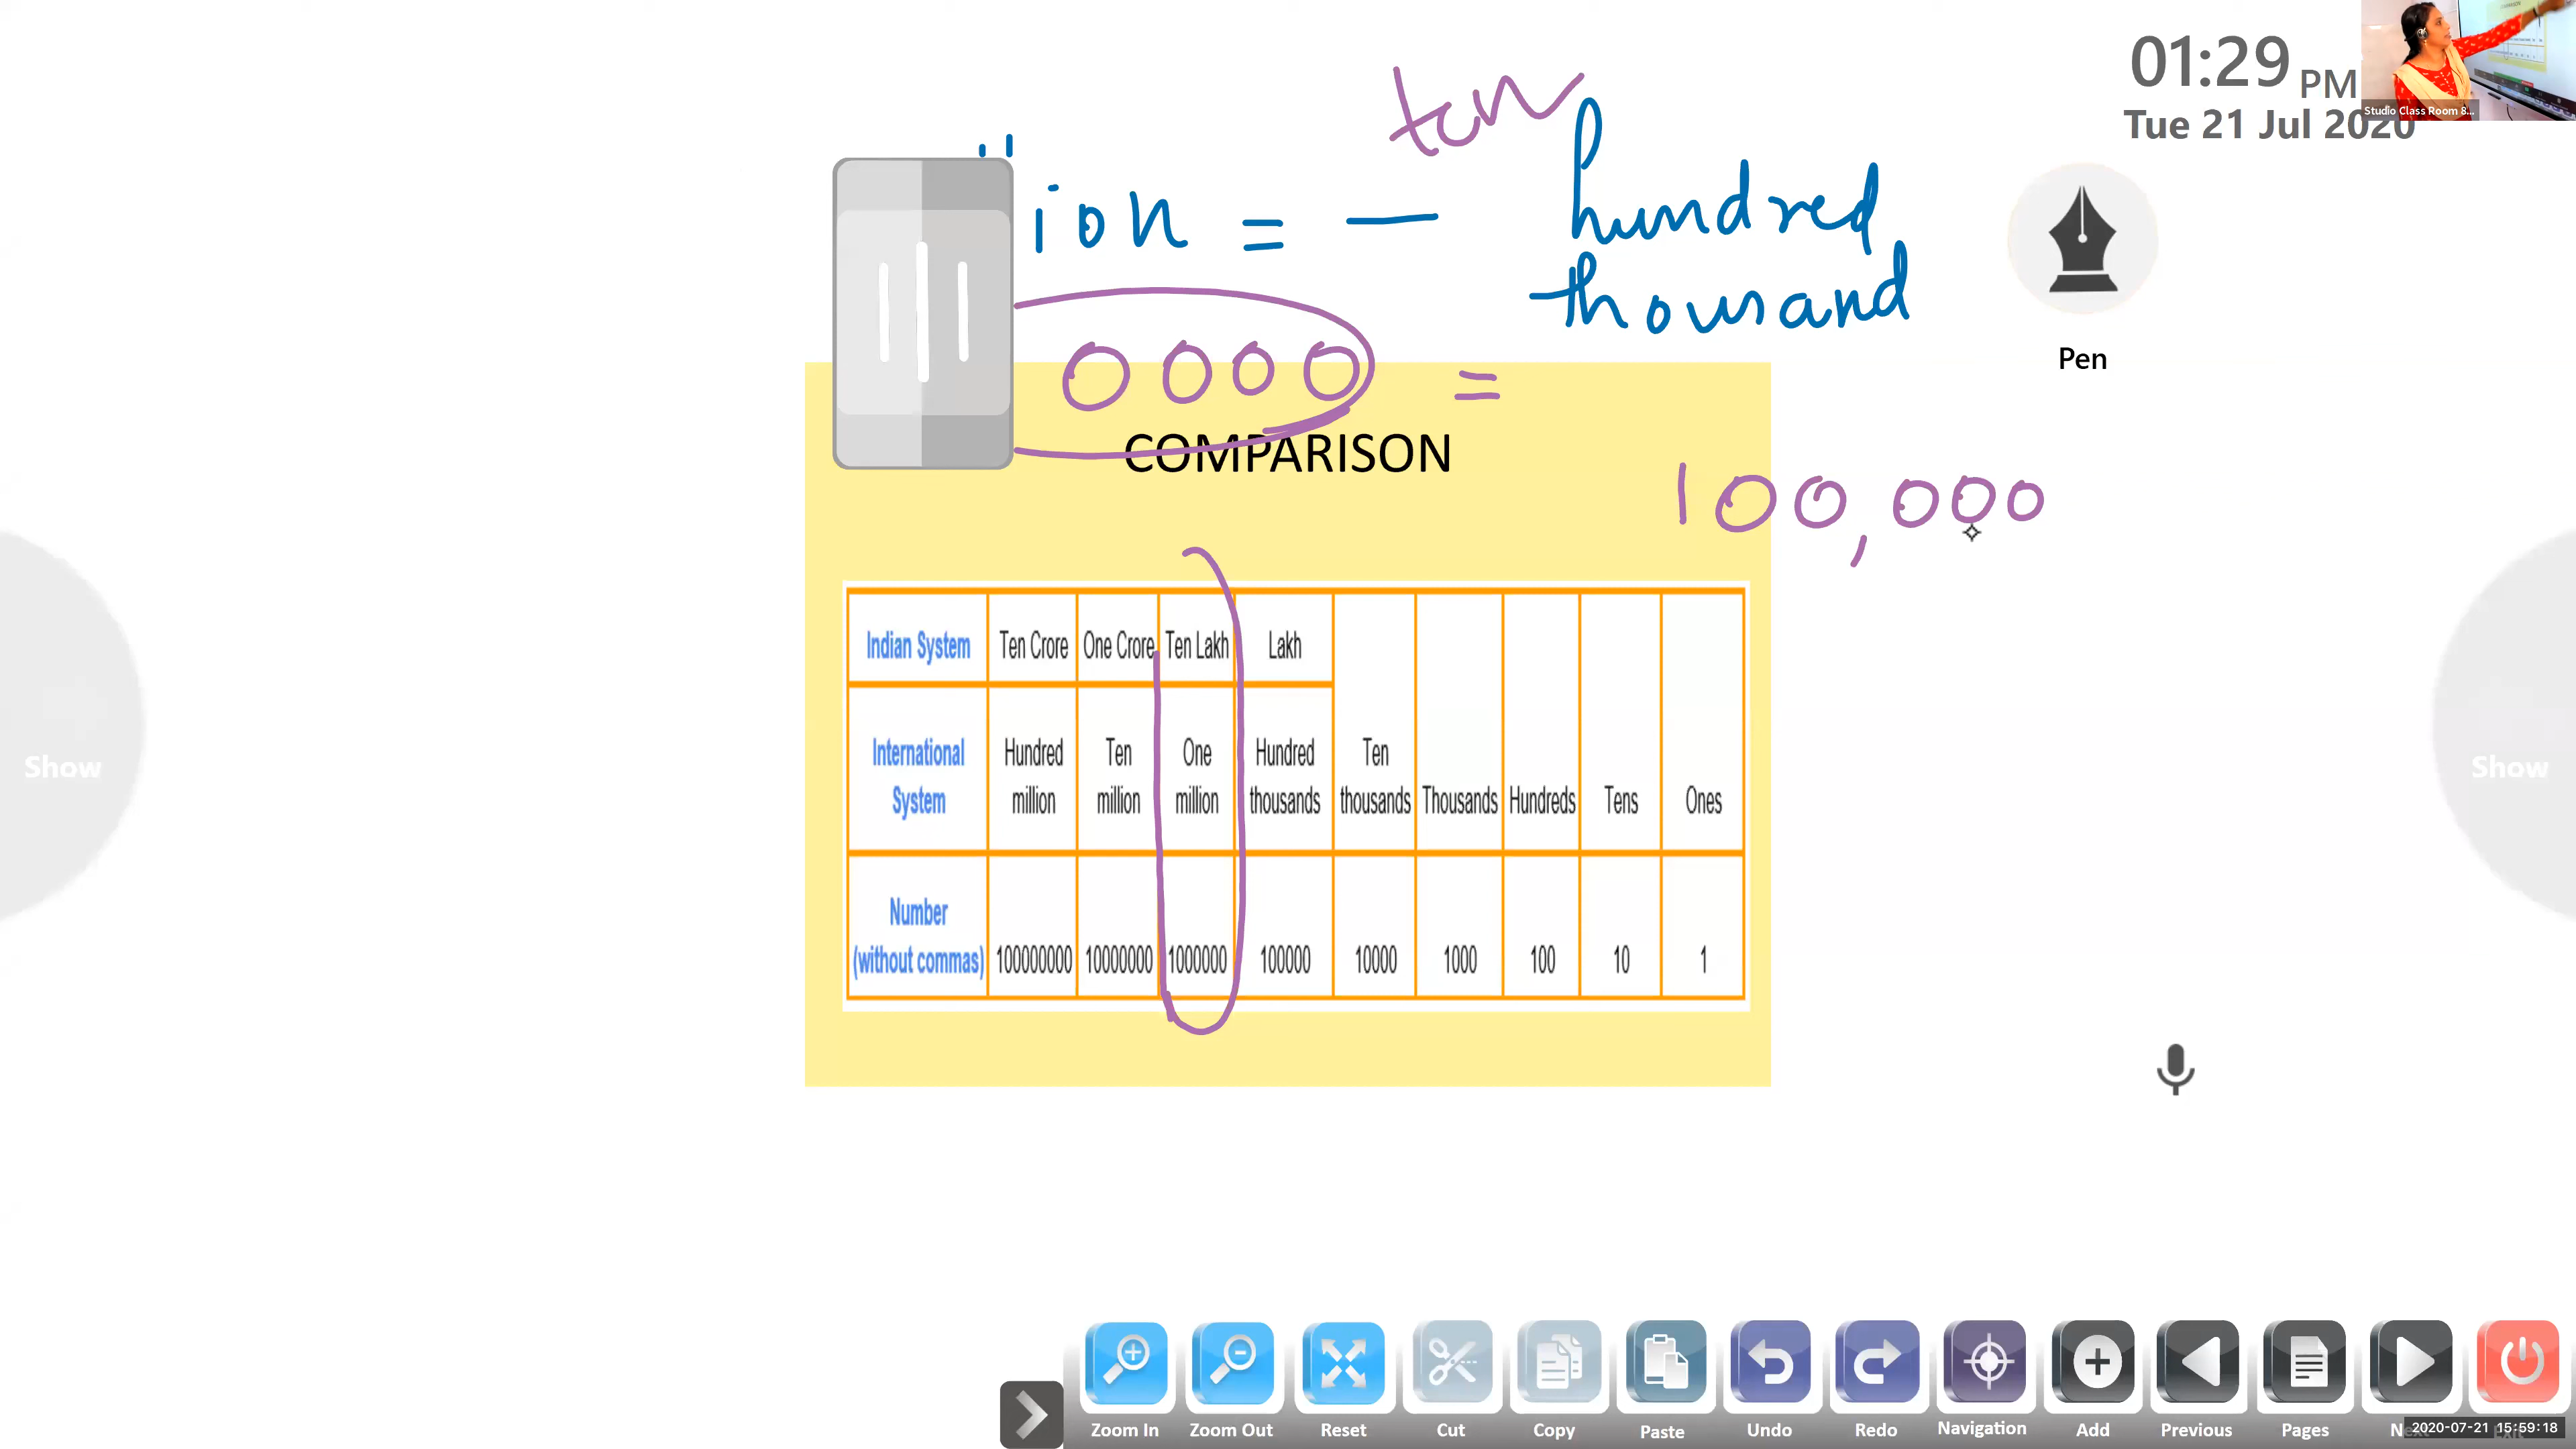 01:29 PM
Tue 21 Jul 2020
Studio Class Room 8...
ten
ion = — hundred
thousand
0000 =
Pen
COMPARISON
100,000
Indian System Ten Crore One Crore Ten Lakh Lakh
International System Hundred million Ten million One million Hundred thousands Ten thousands Thousands Hundreds Tens Ones
Number (without commas) 100000000 10000000 1000000 100000 10000 1000 100 10 1
Show
Show
Zoom In Zoom Out Reset Cut Copy Paste Undo Redo Navigation Add Previous Pages
2020-07-21 15:59:18